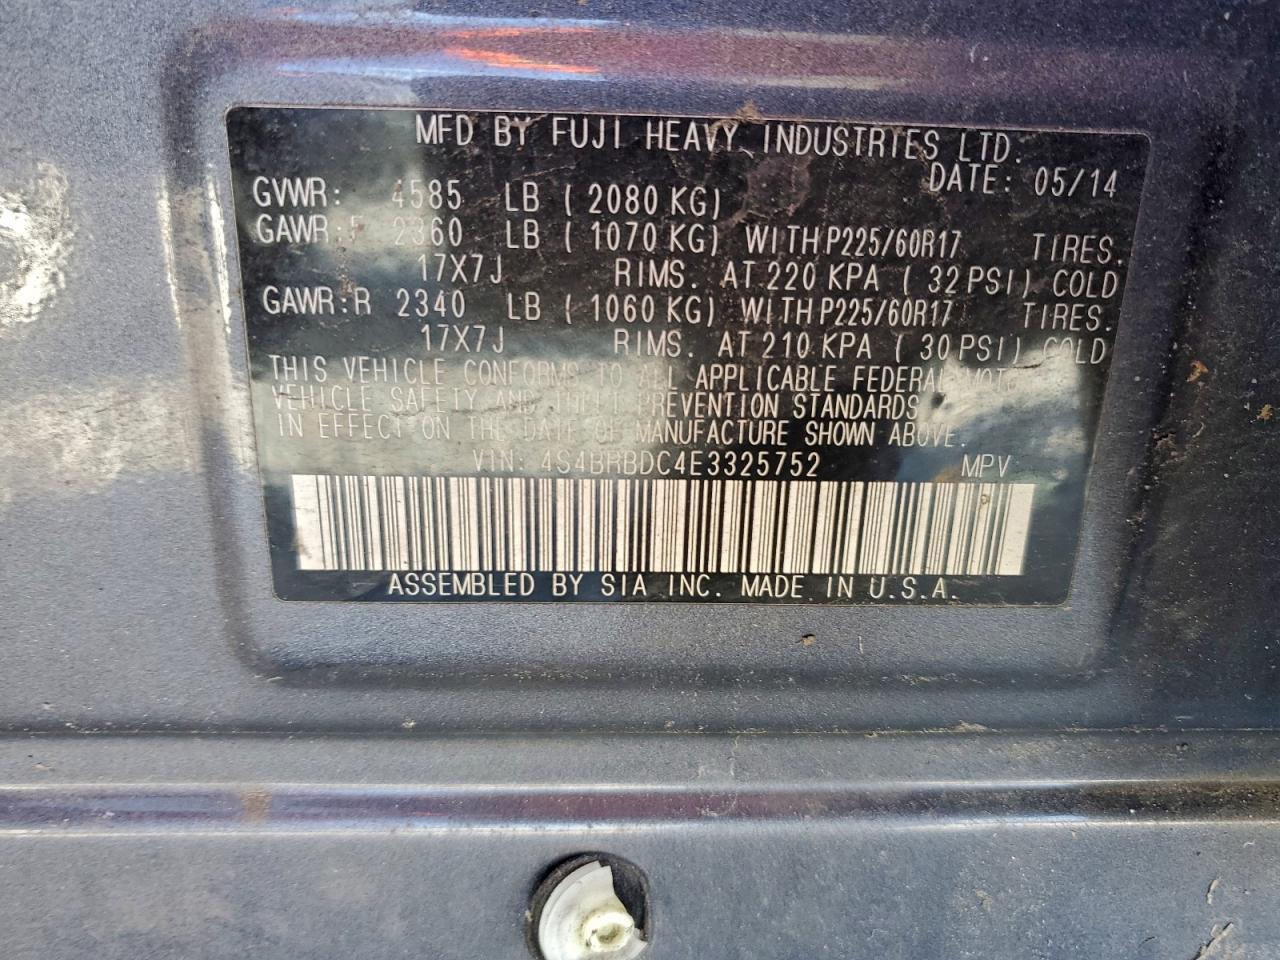 MFD BY FUJI HEAVY INDUSTRIES LTD.
DATE: 05/14
GVWR: 4585 LB ( 2080 KG)
GAWR:F 2360 LB ( 1070 KG) WITH P225/60R17 TIRES.
17X7J RIMS. AT 220 KPA ( 32 PSI) COLD
GAWR:R 2340 LB ( 1060 KG) WITH P225/60R17 TIRES.
17X7J RIMS. AT 210 KPA ( 30 PSI) COLD
THIS VEHICLE CONFORMS TO ALL APPLICABLE FEDERAL MOTOR
VEHICLE SAFETY AND THEFT PREVENTION STANDARDS
IN EFFECT ON THE DATE OF MANUFACTURE SHOWN ABOVE.
VIN: 4S4BRBDC4E3325752 MPV
ASSEMBLED BY SIA INC. MADE IN U.S.A.